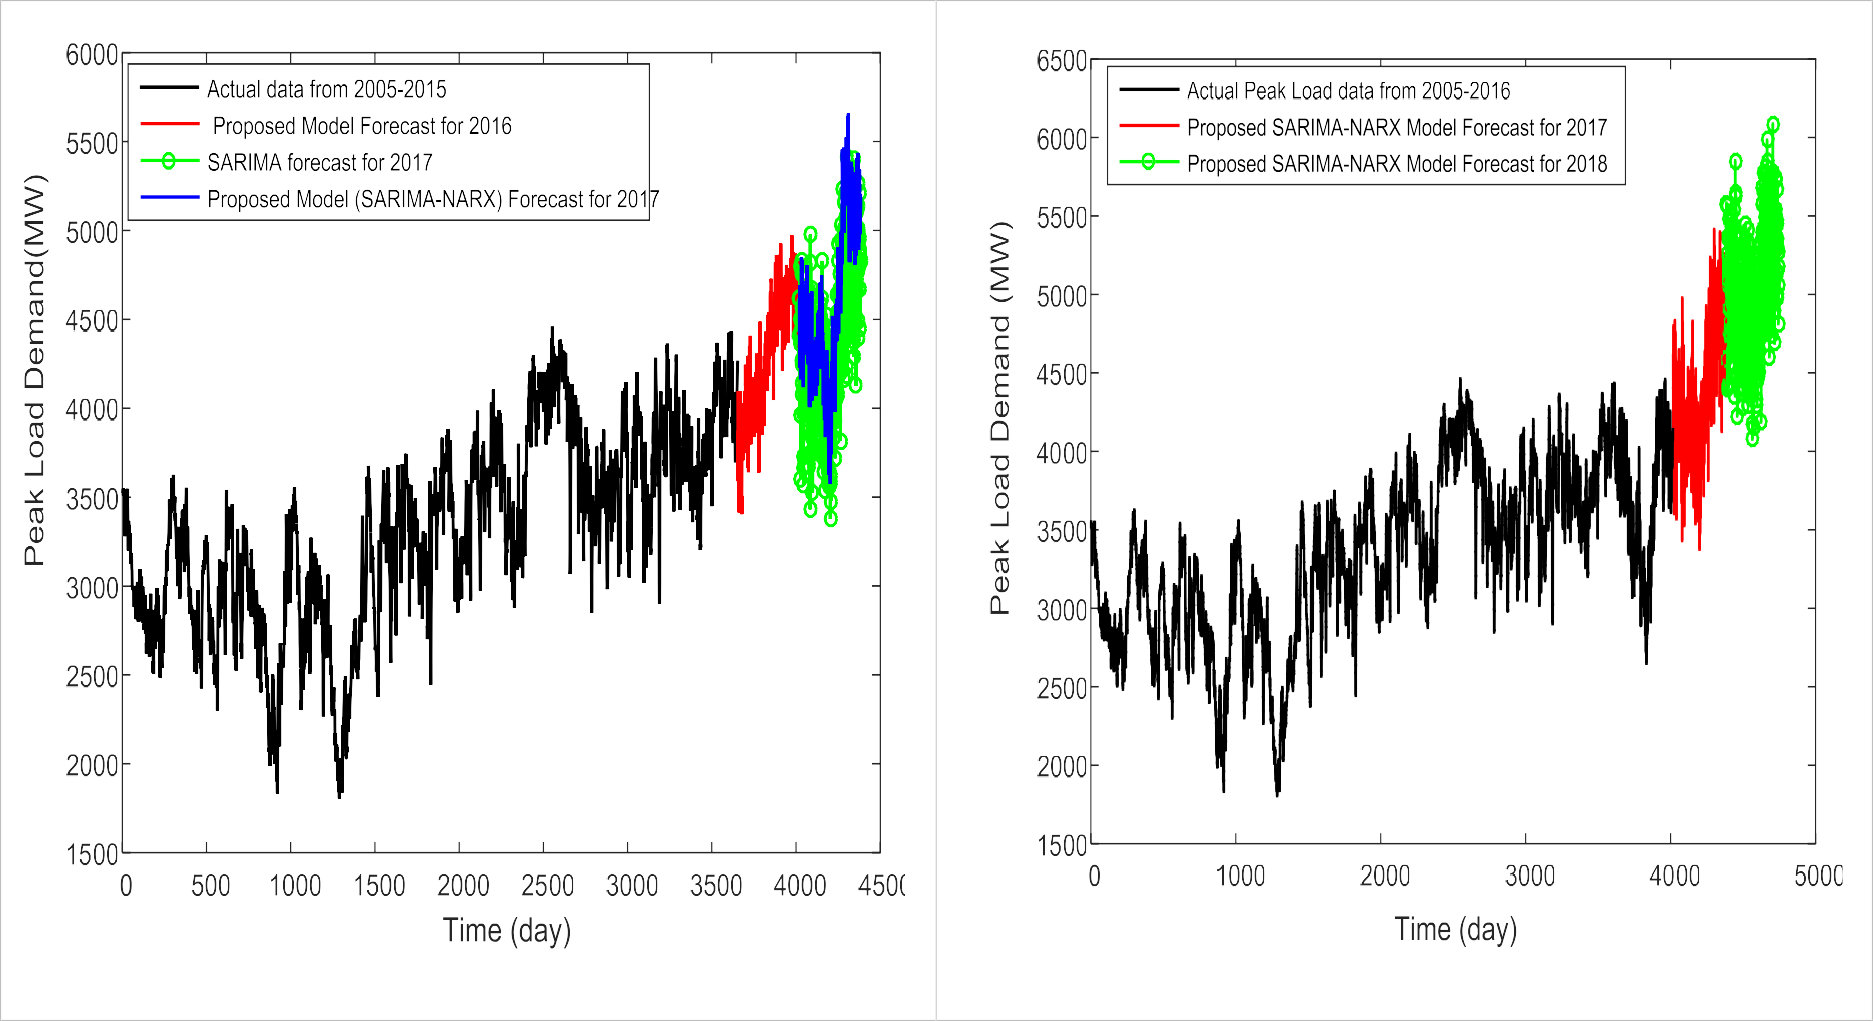 6000
5500
5000
4500
4000
3500
3000
2500
2000
1500
Peak Load Demand(MW)
Actual data from 2005-2015
Proposed Model Forecast for 2016
SARIMA forecast for 2017
Proposed Model (SARIMA-NARX) Forecast for 2017
0 500 1000 1500 2000 2500 3000 3500 4000 4500
Time (day)
6500
6000
5500
5000
4500
4000
3500
3000
2500
2000
1500
Peak Load Demand (MW)
Actual Peak Load data from 2005-2016
Proposed SARIMA-NARX Model Forecast for 2017
Proposed SARIMA-NARX Model Forecast for 2018
0 1000 2000 3000 4000 5000
Time (day)